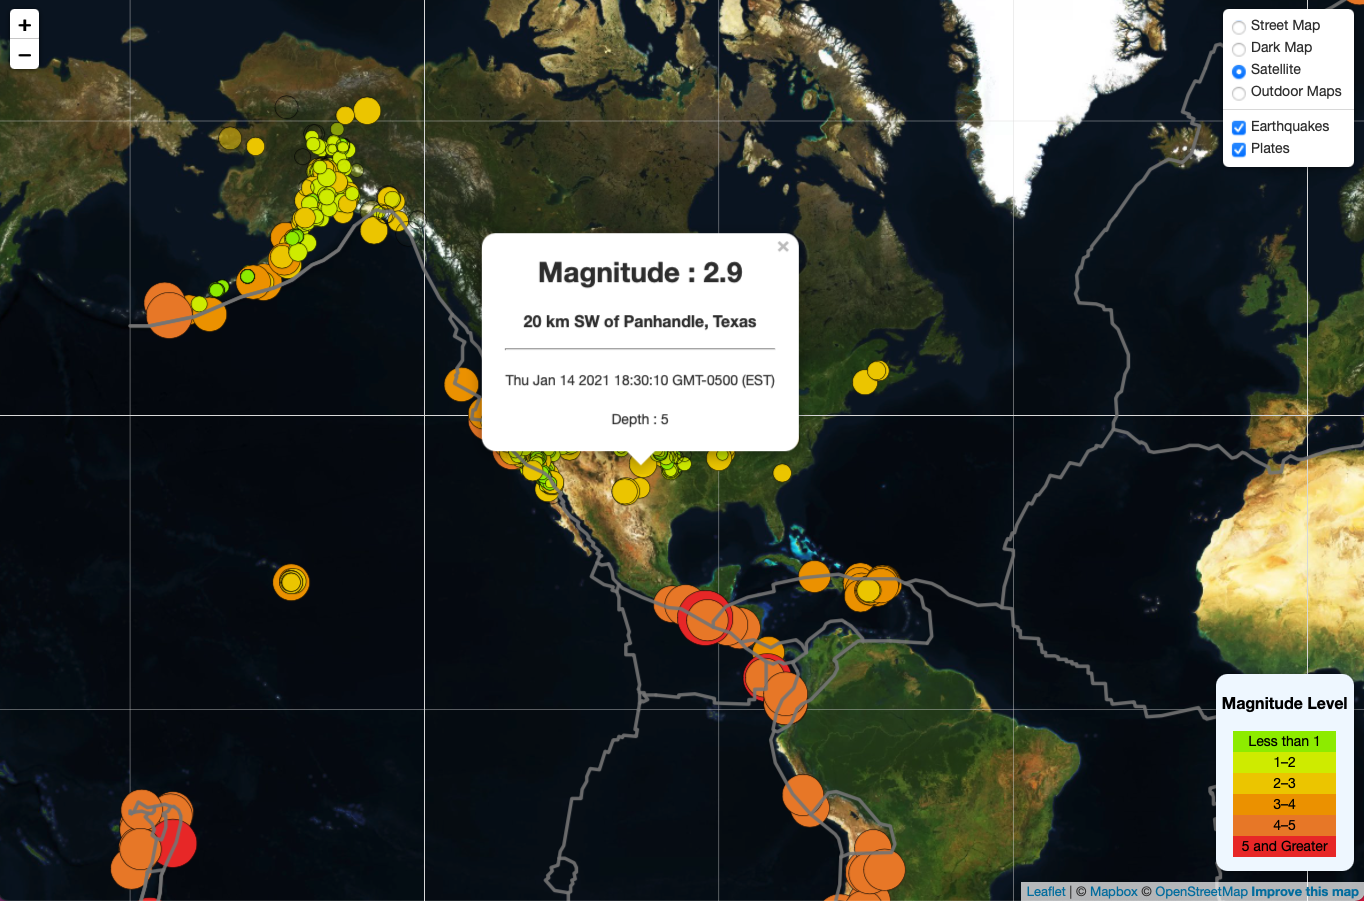 +
−
Street Map
Dark Map
Satellite
Outdoor Maps
Earthquakes
Plates
×
Magnitude : 2.9
20 km SW of Panhandle, Texas
Thu Jan 14 2021 18:30:10 GMT-0500 (EST)
Depth : 5
Magnitude Level
Less than 1
1–2
2–3
3–4
4–5
5 and Greater
Leaflet | © Mapbox © OpenStreetMap Improve this map